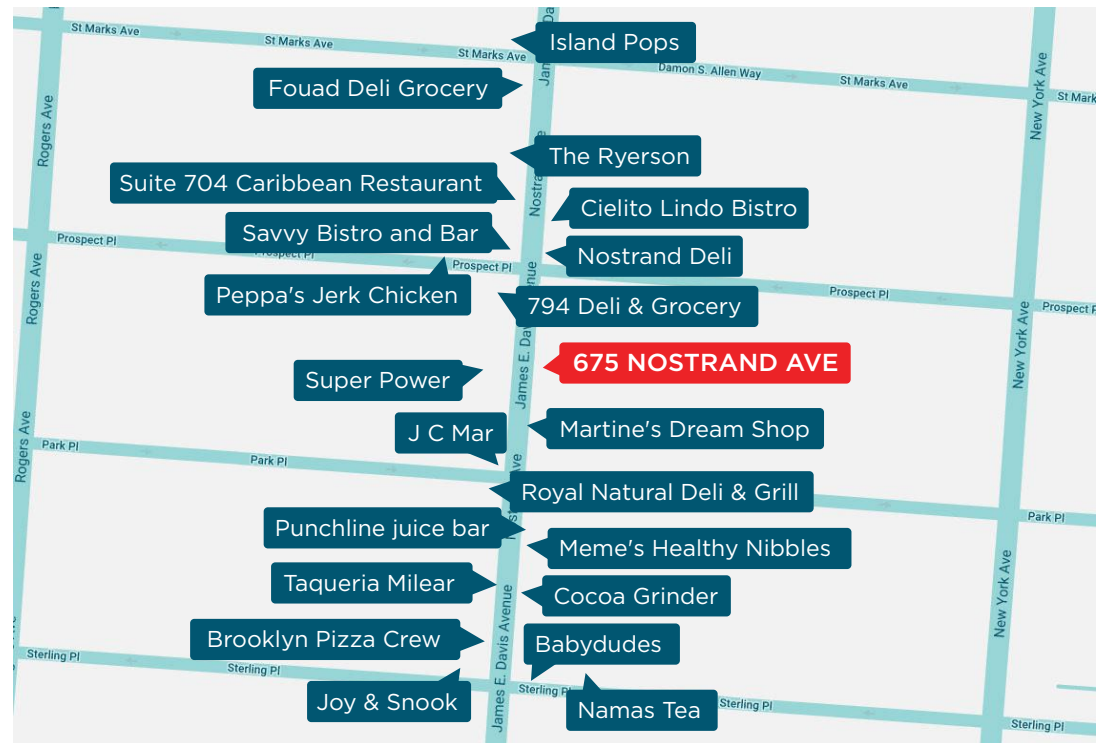 St Marks Ave
St Marks Ave
St Marks Ave
Island Pops
Damon S. Allen Way
St Marks Ave
St Mark
Fouad Deli Grocery
Rogers Ave
New York Ave
The Ryerson
Suite 704 Caribbean Restaurant
Cielito Lindo Bistro
Savvy Bistro and Bar
Nostrand Deli
Prospect Pl
Prospect Pl
Prospect Pl
Prospect Pl
Peppa's Jerk Chicken
794 Deli & Grocery
Rogers Ave
New York Ave
675 NOSTRAND AVE
Super Power
J C Mar
Martine's Dream Shop
Rogers Ave
Park Pl
Park Pl
Royal Natural Deli & Grill
Park Pl
Punchline juice bar
Meme's Healthy Nibbles
Taqueria Milear
Cocoa Grinder
New York Ave
James E. Davis Avenue
Brooklyn Pizza Crew
Babydudes
Sterling Pl
Sterling Pl
Sterling Pl
Sterling Pl
Joy & Snook
Namas Tea